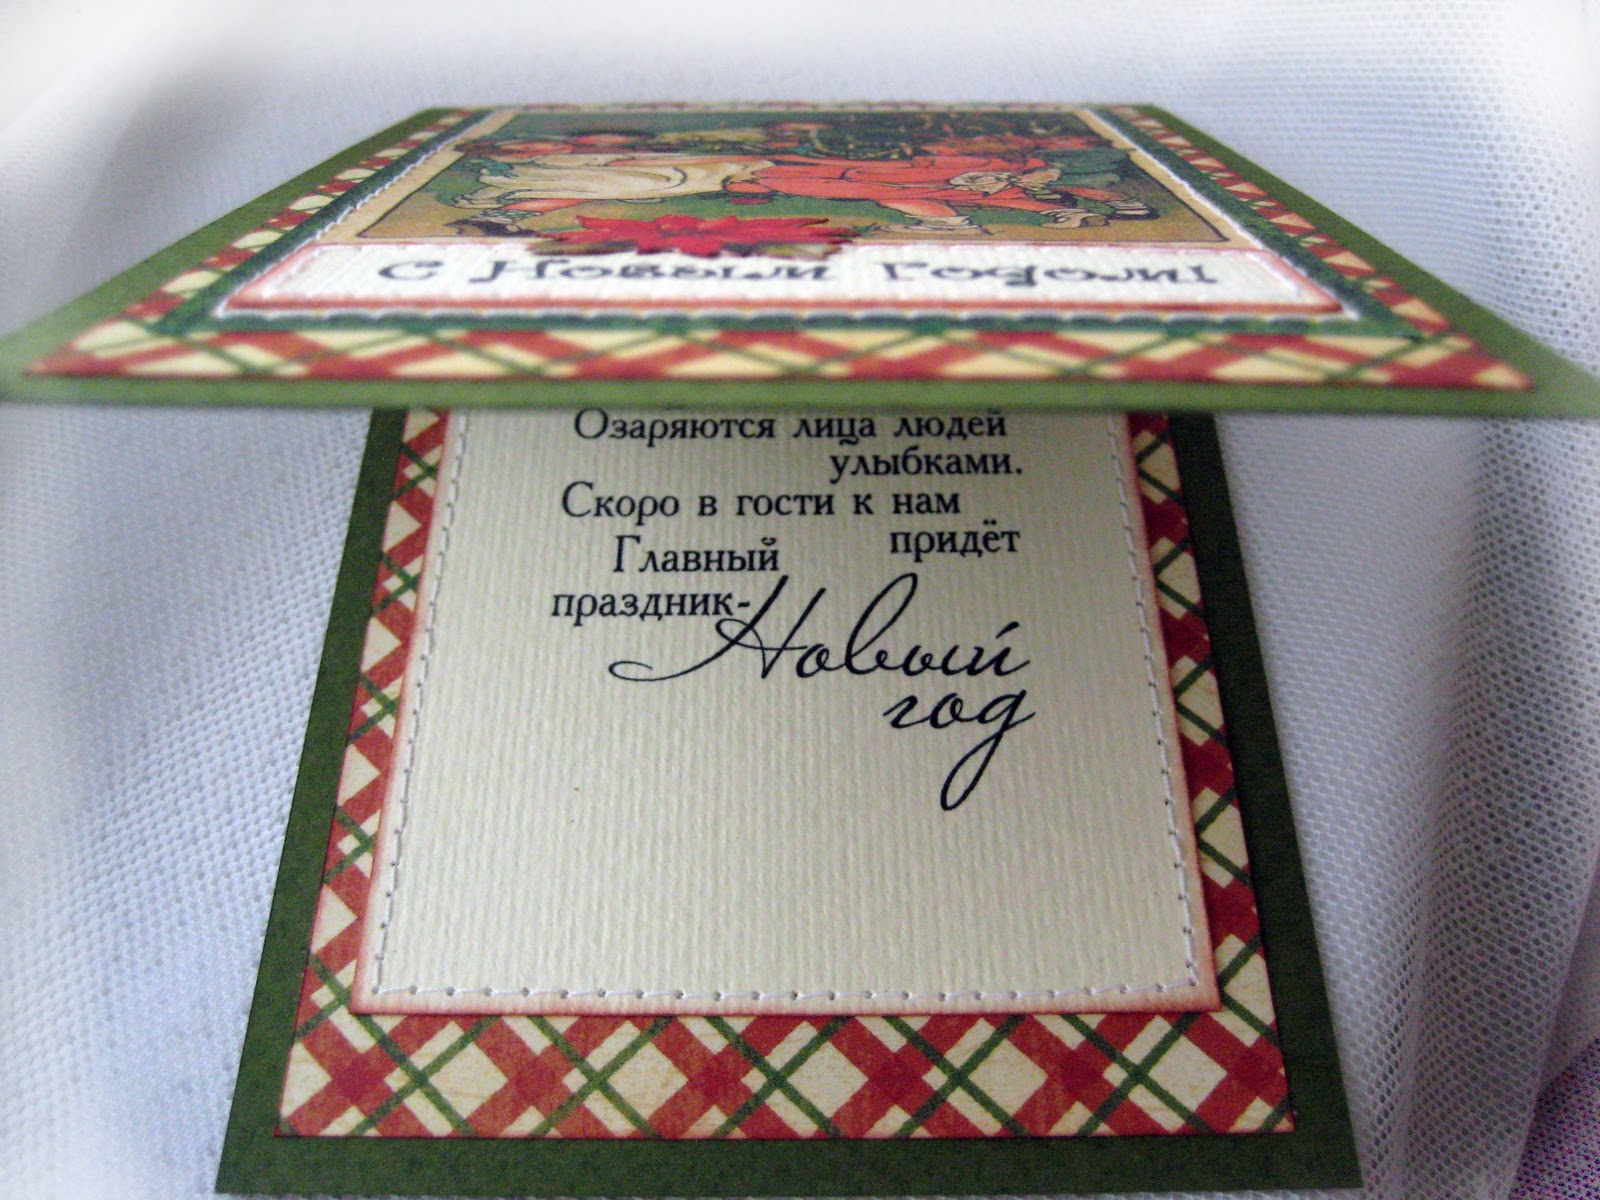 С Новым Годом!
Озаряются лица людей
улыбками.
Скоро в гости к нам
придёт
Главный
праздник-
Новый
год